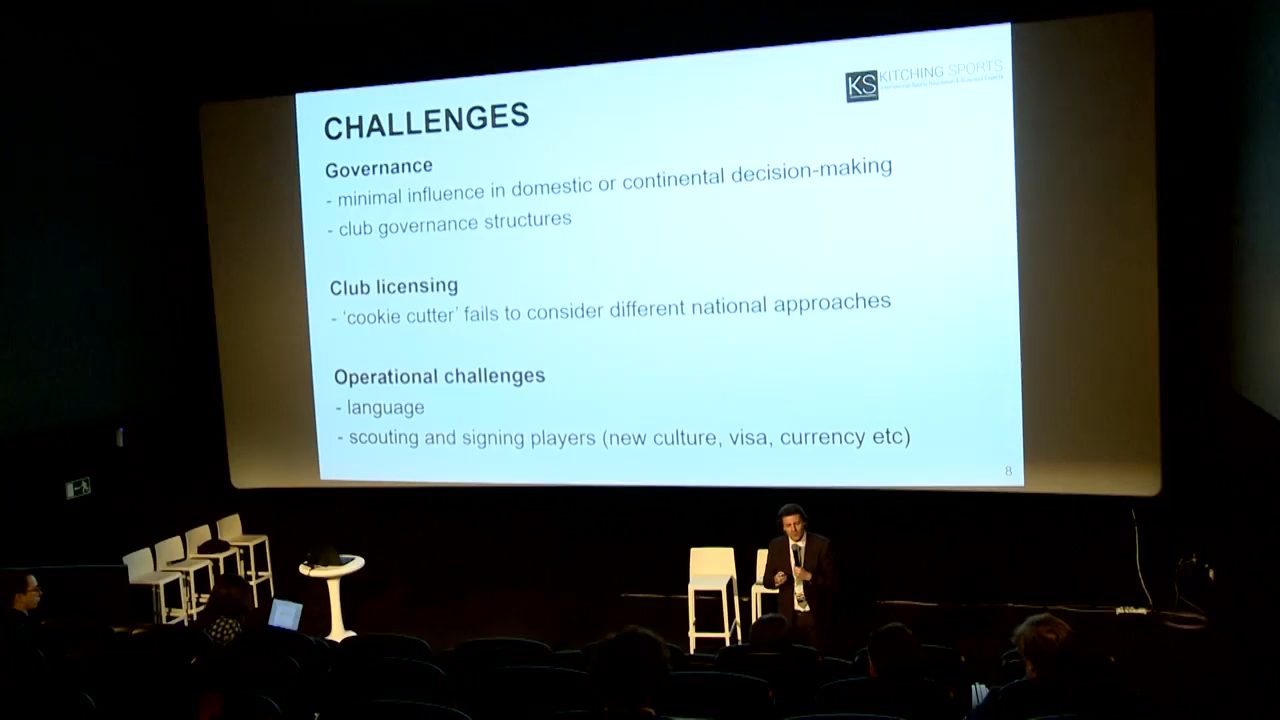 KS KITCHING SPORTS
CHALLENGES
Governance
- minimal influence in domestic or continental decision-making
- club governance structures
Club licensing
- ‘cookie cutter’ fails to consider different national approaches
Operational challenges
- language
- scouting and signing players (new culture, visa, currency etc)
8